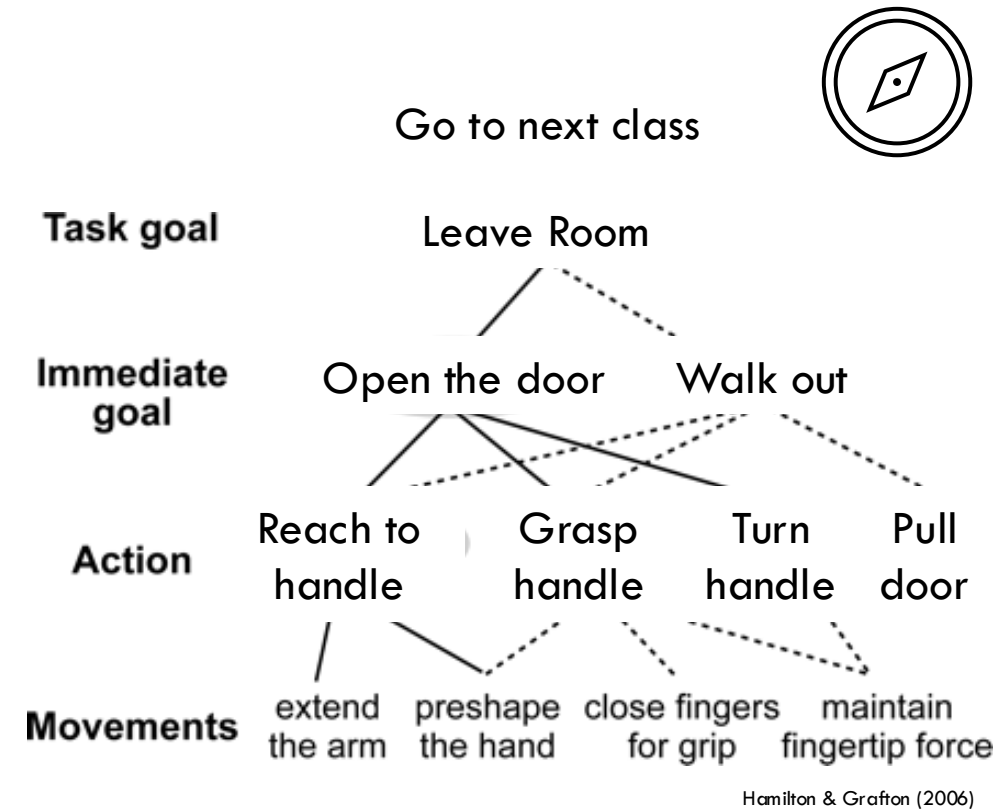 Go to next class
Task goal
Leave Room
Immediate
goal
Open the door
Walk out
Action
Reach to
handle
Grasp
handle
Turn
handle
Pull
door
Movements
extend
the arm
preshape
the hand
close fingers
for grip
maintain
fingertip force
Hamilton & Grafton (2006)